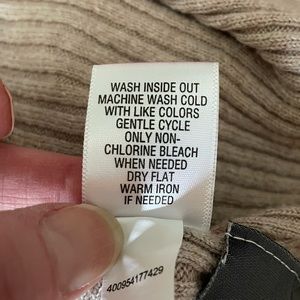 WASH INSIDE OUT
MACHINE WASH COLD
WITH LIKE COLORS
GENTLE CYCLE
ONLY NON-
CHLORINE BLEACH
WHEN NEEDED
DRY FLAT
WARM IRON
IF NEEDED
400954177429